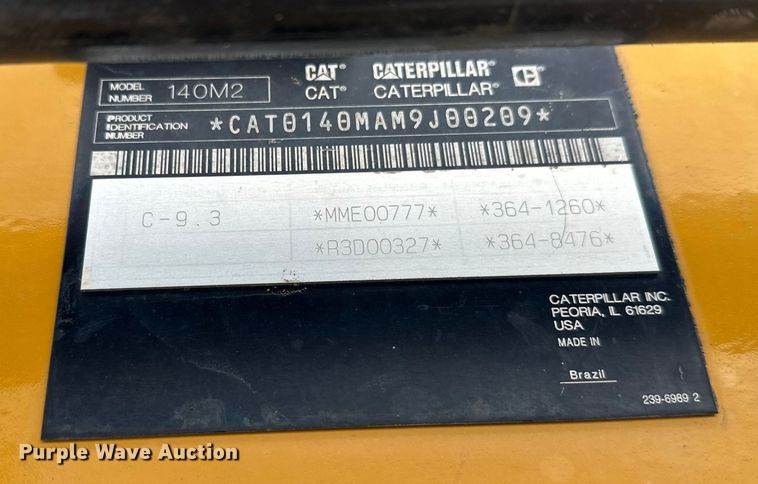 CAT® CATERPILLAR®
MODEL NUMBER 140M2 CAT® CATERPILLAR®
PRODUCT IDENTIFICATION NUMBER *CAT0140MAM9J00209*
C-9.3 *MME00777* *364-1260*
*R3D00327* *364-8476*
CATERPILLAR INC.
PEORIA, IL 61629
USA
MADE IN
Brazil
239-6989 2
Purple Wave Auction